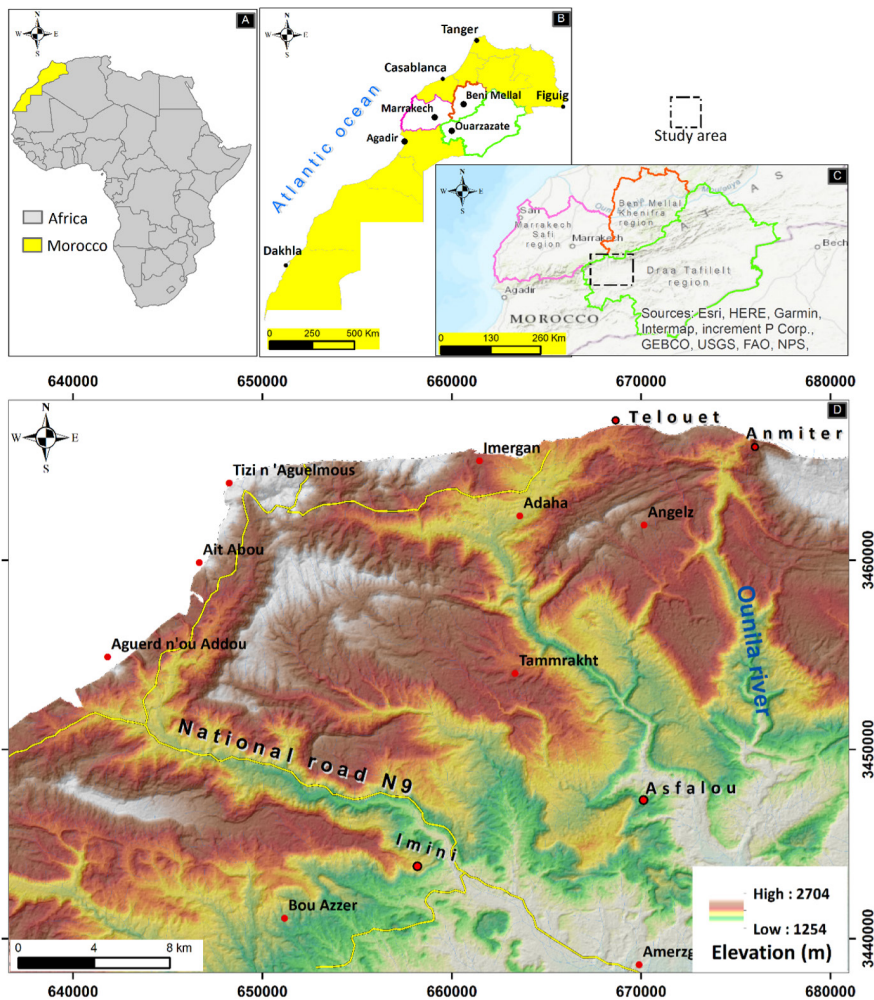 A
N
W E
S
Africa
Morocco
B
N
W E
S
Tanger
Casablanca
Beni Mellal
Figuig
Marrakech
Ouarzazate
Agadir
Atlantic ocean
Dakhla
0 250 500 Km
Study area
C
N
W E
S
A S
Beni Mellal
Khenifra
region
Safi
Marrakech
Safi
region
Marrakech
Bech
Draa Tafilelt
region
Agadir
MOROCCO
Sources: Esri, HERE, Garmin,
Intermap, increment P Corp.,
GEBCO, USGS, FAO, NPS,
0 130 260 Km
640000 650000 660000 670000 680000
D
N
W E
S
Telouet
Anmiter
Imergan
Tizi n 'Aguelmous
Adaha
Angelz
3460000
Ait Abou
Ounila river
Aguerd n'ou Addou
Tammrakht
National road N9
3450000
Asfalou
Imini
Bou Azzer
High : 2704
Low : 1254
Elevation (m)
Amerzg
3440000
0 4 8 km
640000 650000 660000 670000 680000